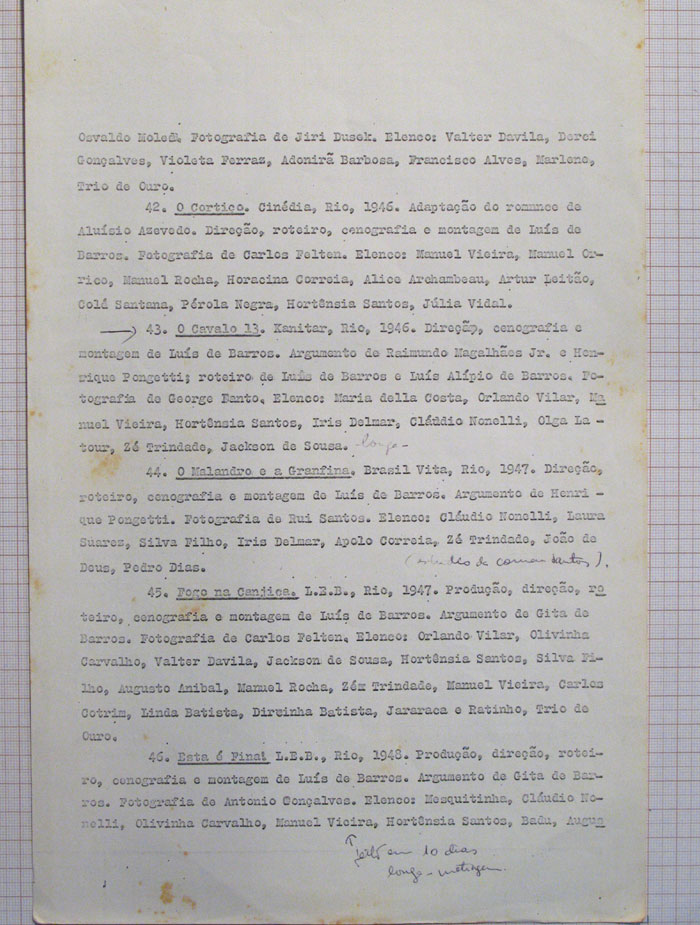 Osvaldo Moles. Fotografia de Jiri Dusek. Elenco: Valter Davila, Derci
Gonçalves, Violeta Ferraz, Adonirã Barbosa, Francisco Alves, Marlene,
Trio de Ouro.
42. O Cortiço. Cinédia, Rio, 1946. Adaptação do romance de
Aluísio Azevedo. Direção, roteiro, cenografia e montagem de Luís de
Barros. Fotografia de Carlos Felten. Elenco: Manuel Vieira, Manuel Or-
rico, Manuel Rocha, Horacina Correia, Alice Archambeau, Artur Leitão,
Colé Santana, Pérola Negra, Hortênsia Santos, Júlia Vidal.
43. O Cavalo 13. Kanitar, Rio, 1946. Direção, cenografia e
montagem de Luís de Barros. Argumento de Raimundo Magalhães Jr. e Hen-
rique Pongetti; roteiro de Luís de Barros e Luís Alípio de Barros. Fo-
tografia de George Fanto. Elenco: Maria della Costa, Orlando Vilar, Ma
nuel Vieira, Hortênsia Santos, Iris Delmar, Cláudio Nonelli, Olga La-
tour, Zé Trindade, Jackson de Sousa. longo-
44. O Malandro e a Granfina. Brasil Vita, Rio, 1947. Direção,
roteiro, cenografia e montagem de Luís de Barros. Argumento de Henri -
que Pongetti. Fotografia de Rui Santos. Elenco: Cláudio Nonelli, Laura
Suarez, Silva Filho, Iris Delmar, Apolo Correia, Zé Trindade, João de
Deus, Pedro Dias.
45. Fogo na Canjica. L.E.B., Rio, 1947. Produção, direção, ro
teiro, cenografia e montagem de Luís de Barros. Argumento de Gita de
Barros. Fotografia de Carlos Felten. Elenco: Orlando Vilar, Olivinha
Carvalho, Valter Davila, Jackson de Sousa, Hortênsia Santos, Silva Fi-
lho, Augusto Anibal, Manuel Rocha, Zéx Trindade, Manuel Vieira, Carlos
Cotrim, Linda Batista, Dircinha Batista, Jararaca e Ratinho, Trio de
Ouro.
46. Esta é Fina! L.E.B., Rio, 1948. Produção, direção, rotei-
ro, cenografia e montagem de Luís de Barros. Argumento de Gita de Bar-
ros. Fotografia de Antonio Gonçalves. Elenco: Mesquitinha, Cláudio No-
nelli, Olivinha Carvalho, Manuel Vieira, Hortênsia Santos, Badu, Augus
em 10 dias
longo-metragem